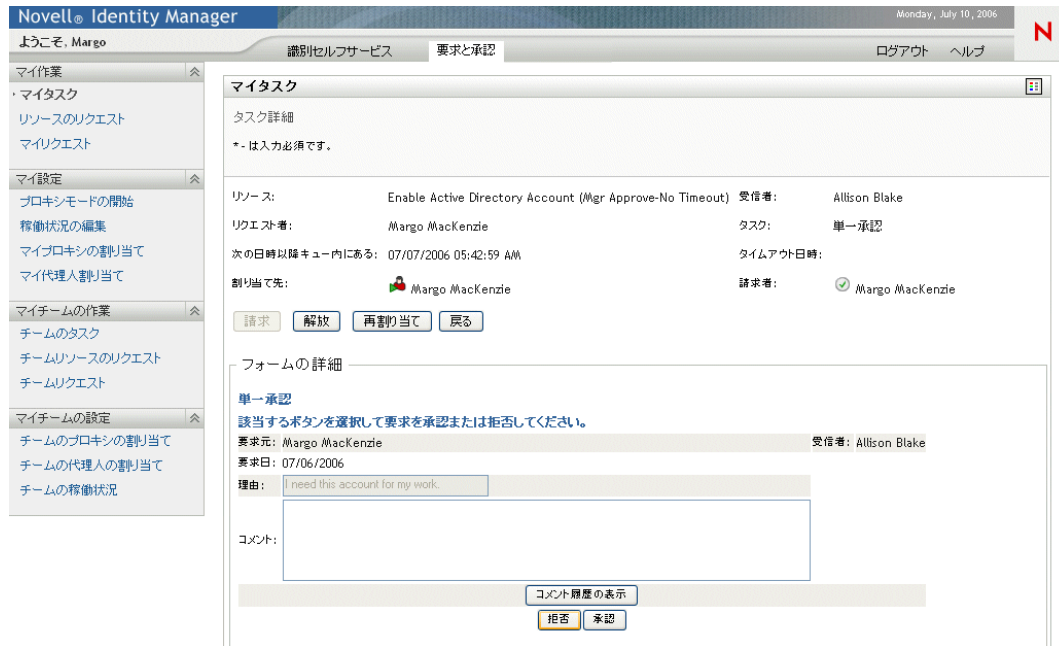 Novell® Identity Manager
Monday, July 10, 2006
N
ようこそ, Margo
識別セルフサービス 要求と承認 ログアウト ヘルプ
マイ作業
・マイタスク
リソースのリクエスト
マイリクエスト
マイ設定
プロキシモードの開始
稼働状況の編集
マイプロキシの割り当て
マイ代理人割り当て
マイチームの作業
チームのタスク
チームリソースのリクエスト
チームリクエスト
マイチームの設定
チームのプロキシの割り当て
チームの代理人の割り当て
チームの稼働状況
マイタスク
タスク詳細
*- は入力必須です。
リソース: Enable Active Directory Account (Mgr Approve-No Timeout) 受信者: Allison Blake
リクエスト者: Margo MacKenzie タスク: 単一承認
次の日時以降キュー内にある: 07/07/2006 05:42:59 AM タイムアウト日時:
割り当て先: Margo MacKenzie 請求者: Margo MacKenzie
請求 解放 再割り当て 戻る
フォームの詳細
単一承認
該当するボタンを選択して要求を承認または拒否してください。
要求元: Margo MacKenzie 受信者: Allison Blake
要求日: 07/06/2006
理由: I need this account for my work.
コメント:
コメント履歴の表示
拒否 承認